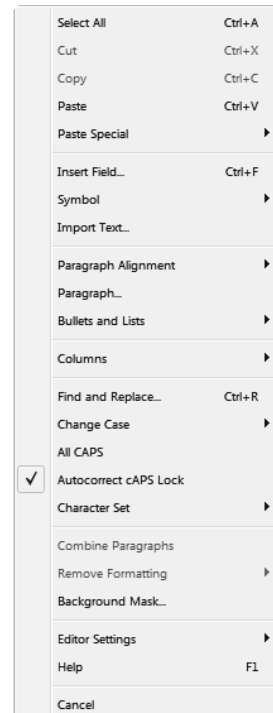 Select All Ctrl+A
Cut Ctrl+X
Copy Ctrl+C
Paste Ctrl+V
Paste Special
Insert Field... Ctrl+F
Symbol
Import Text...
Paragraph Alignment
Paragraph...
Bullets and Lists
Columns
Find and Replace... Ctrl+R
Change Case
All CAPS
Autocorrect cAPS Lock
Character Set
Combine Paragraphs
Remove Formatting
Background Mask...
Editor Settings
Help F1
Cancel